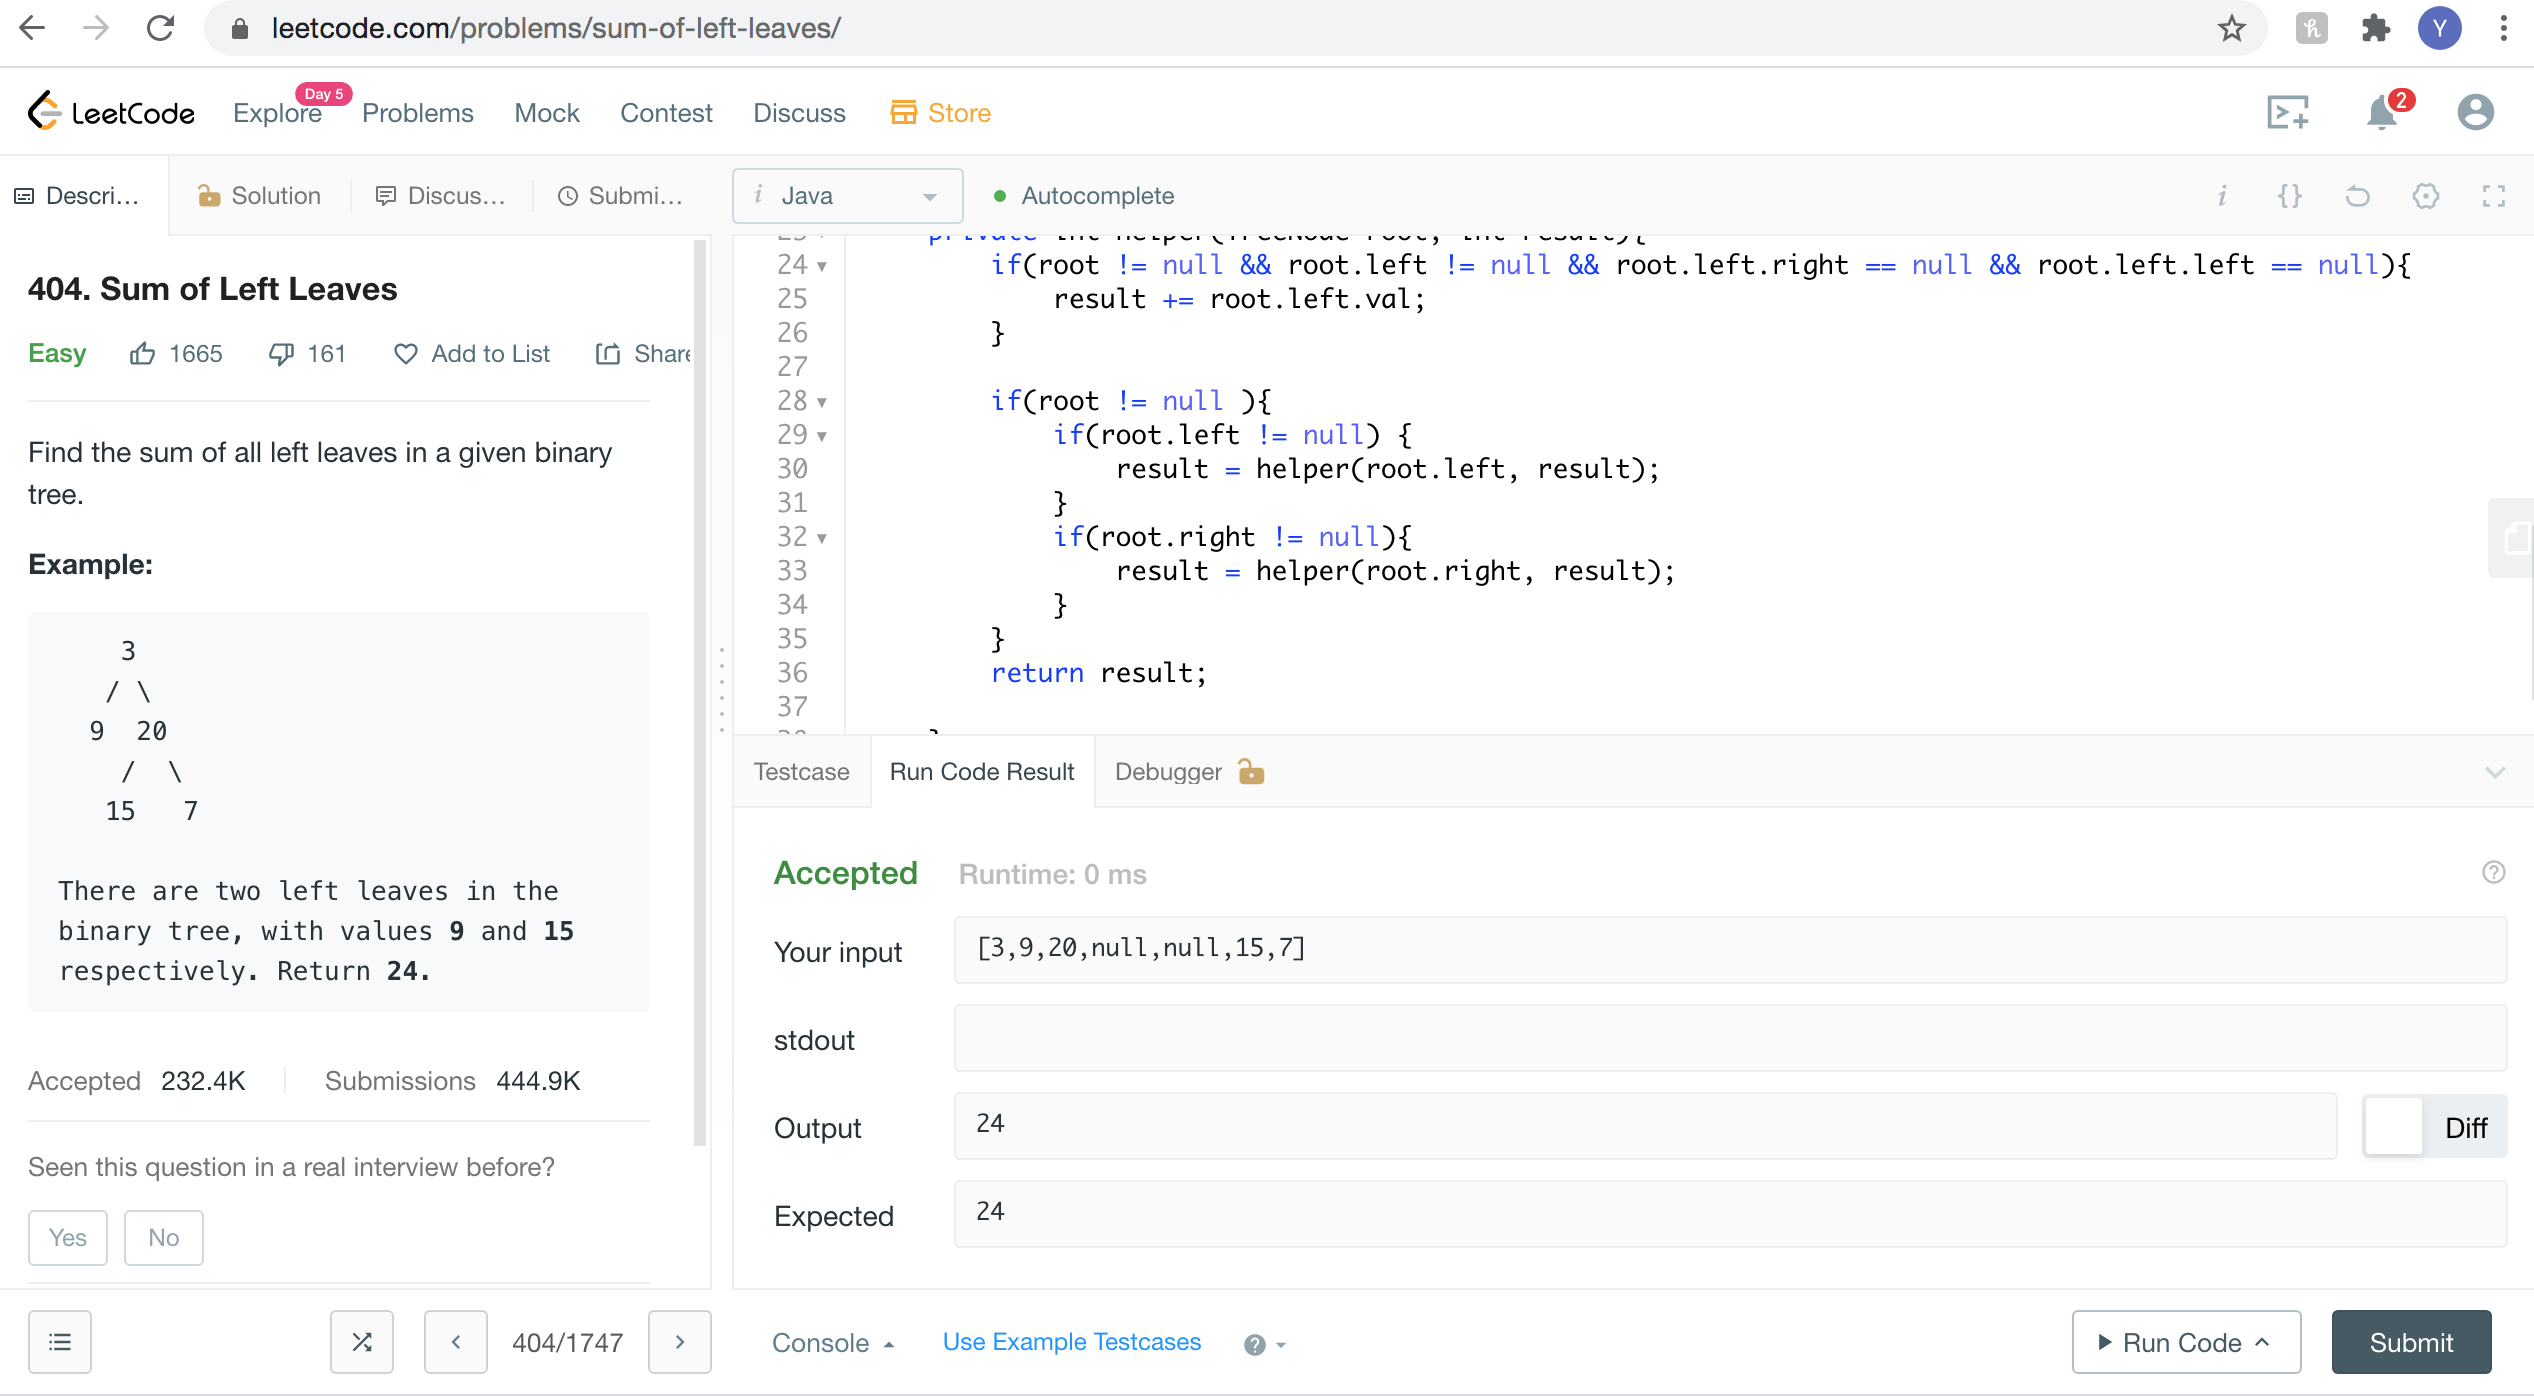 leetcode.com/problems/sum-of-left-leaves/
Y
LeetCode
Explore
Day 5
Problems
Mock
Contest
Discuss
Store
2
Descri...
Solution
Discus...
Submi...
i Java
Autocomplete
404. Sum of Left Leaves
Easy 1665 161 Add to List Share
Find the sum of all left leaves in a given binary
tree.
Example:
3
/ \
9 20
/ \
15 7
There are two left leaves in the
binary tree, with values 9 and 15
respectively. Return 24.
Accepted 232.4K Submissions 444.9K
Seen this question in a real interview before?
Yes No
404/1747
private int helper(TreeNode root, int result){
24 if(root != null && root.left != null && root.left.right == null && root.left.left == null){
25 result += root.left.val;
26 }
27
28 if(root != null ){
29 if(root.left != null) {
30 result = helper(root.left, result);
31 }
32 if(root.right != null){
33 result = helper(root.right, result);
34 }
35 }
36 return result;
37
Testcase Run Code Result Debugger
Accepted Runtime: 0 ms
Your input [3,9,20,null,null,15,7]
stdout
Output 24 Diff
Expected 24
Console Use Example Testcases Run Code Submit